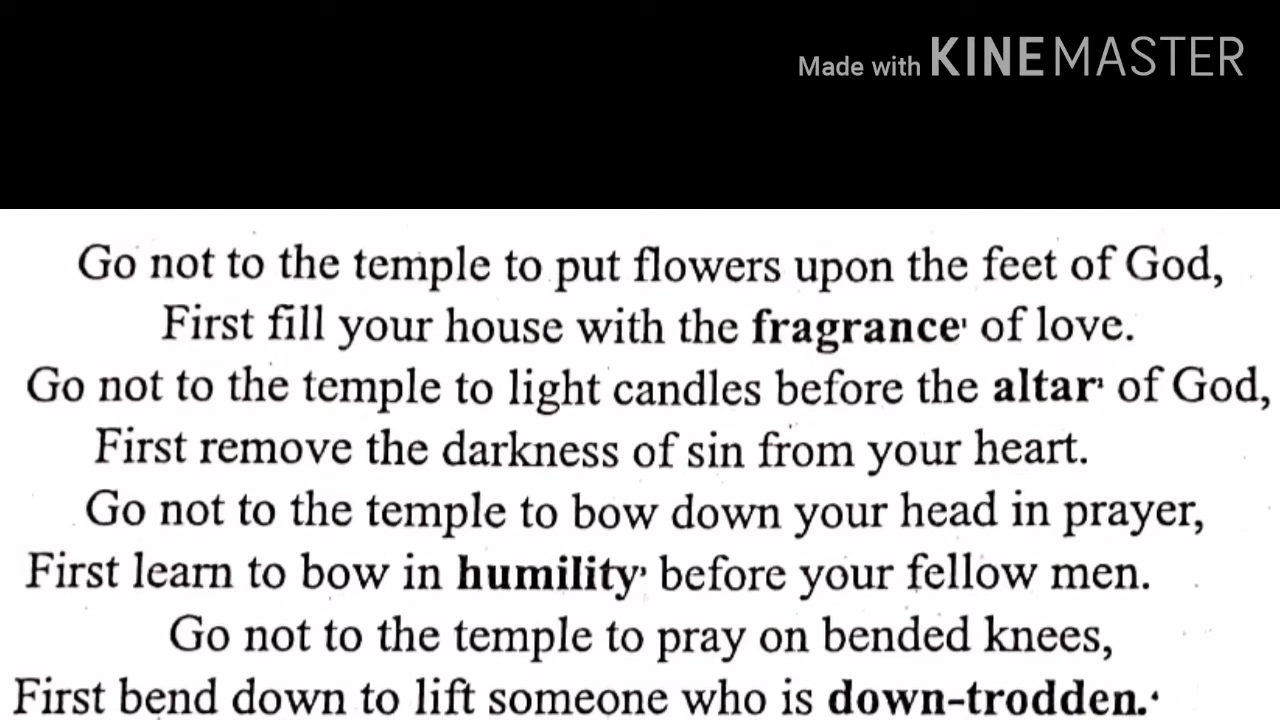 Made with KINEMASTER
Go not to the temple to put flowers upon the feet of God,
First fill your house with the fragrance¹ of love.
Go not to the temple to light candles before the altar² of God,
First remove the darkness of sin from your heart.
Go not to the temple to bow down your head in prayer,
First learn to bow in humility³ before your fellow men.
Go not to the temple to pray on bended knees,
First bend down to lift someone who is down-trodden.⁴